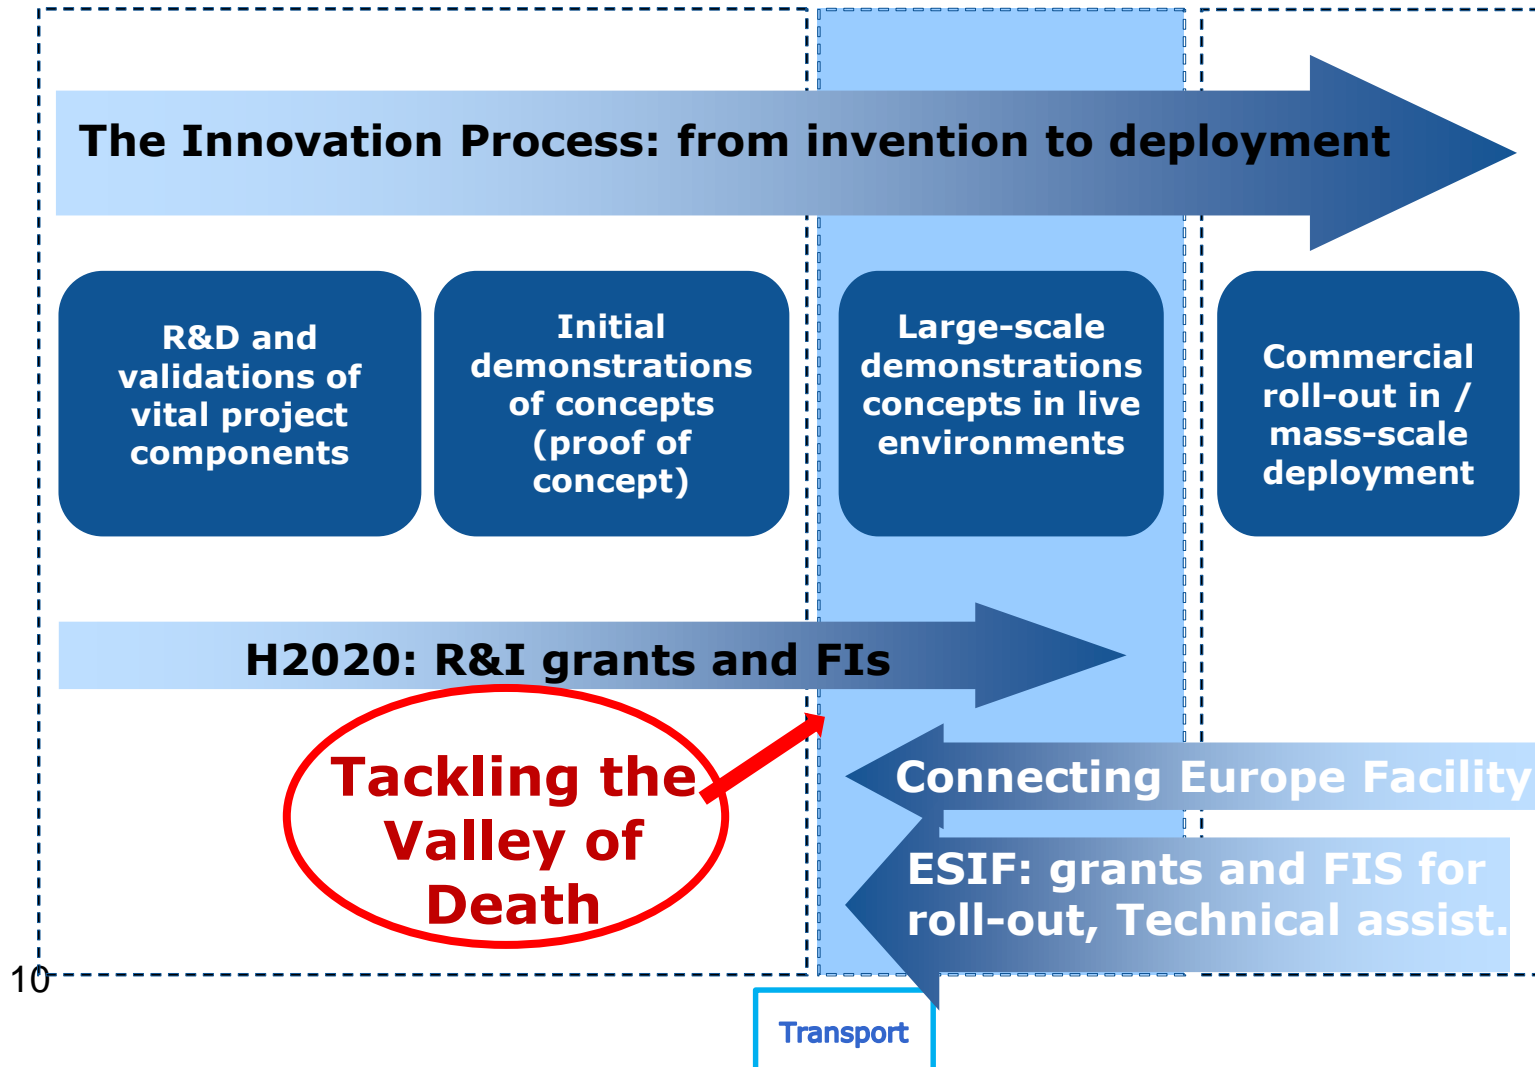 The Innovation Process: from invention to deployment
R&D and
validations of
vital project
components
Initial
demonstrations
of concepts
(proof of
concept)
Large-scale
demonstrations
concepts in live
environments
Commercial
roll-out in /
mass-scale
deployment
H2020: R&I grants and FIs
Tackling the
Valley of
Death
Connecting Europe Facility
ESIF: grants and FIS for
roll-out, Technical assist.
10
Transport